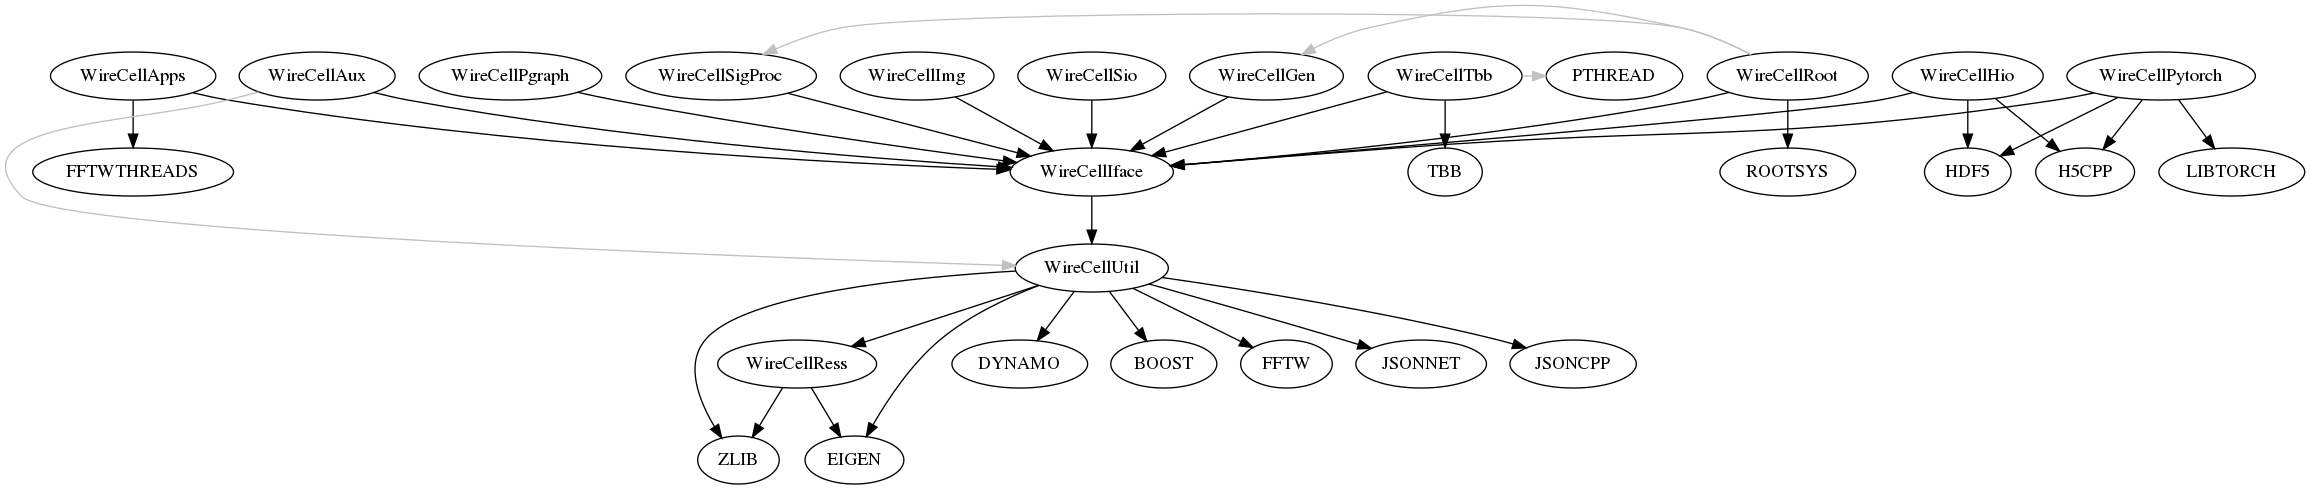 WireCellApps
WireCellAux
WireCellPgraph
WireCellSigProc
WireCellImg
WireCellSio
WireCellGen
WireCellTbb
PTHREAD
WireCellRoot
WireCellHio
WireCellPytorch
FFTWTHREADS
WireCellIface
TBB
ROOTSYS
HDF5
H5CPP
LIBTORCH
WireCellUtil
WireCellRess
DYNAMO
BOOST
FFTW
JSONNET
JSONCPP
ZLIB
EIGEN